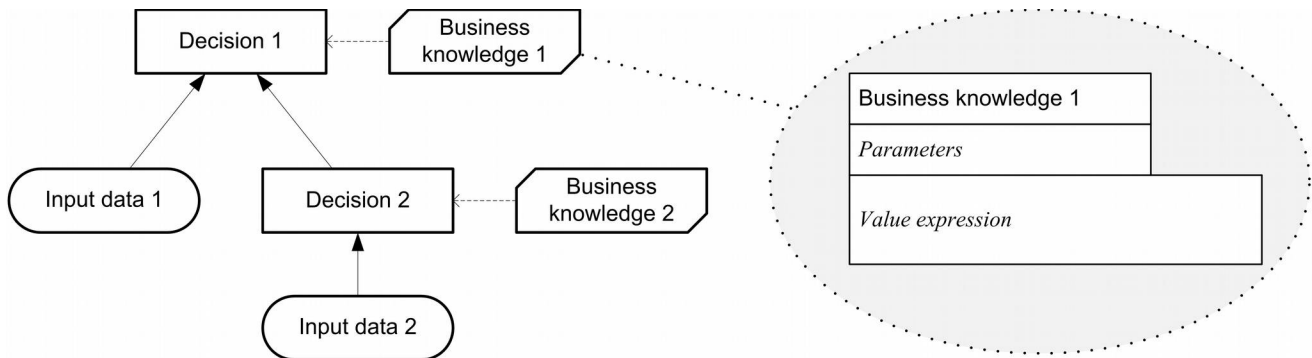 Decision 1
Business
knowledge 1
Business knowledge 1
Parameters
Value expression
Input data 1
Decision 2
Business
knowledge 2
Input data 2